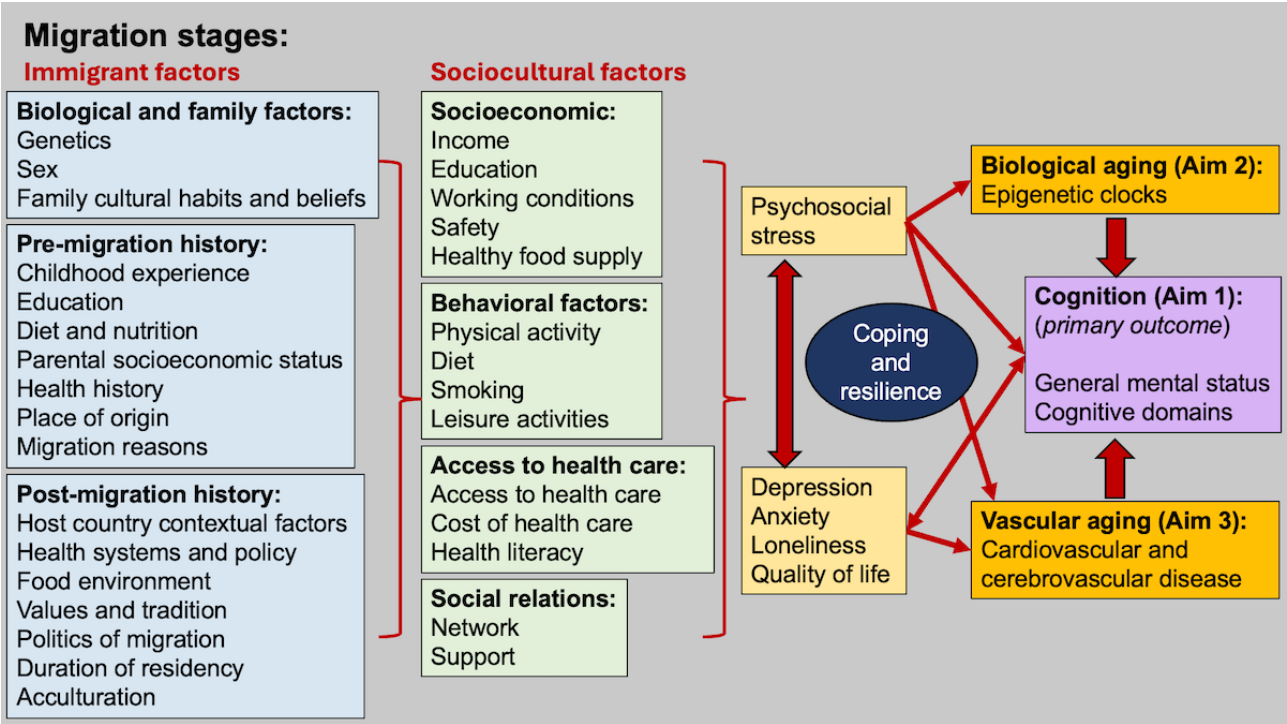 Migration stages:
Immigrant factors
Biological and family factors:
Genetics
Sex
Family cultural habits and beliefs
Pre-migration history:
Childhood experience
Education
Diet and nutrition
Parental socioeconomic status
Health history
Place of origin
Migration reasons
Post-migration history:
Host country contextual factors
Health systems and policy
Food environment
Values and tradition
Politics of migration
Duration of residency
Acculturation
Sociocultural factors
Socioeconomic:
Income
Education
Working conditions
Safety
Healthy food supply
Behavioral factors:
Physical activity
Diet
Smoking
Leisure activities
Access to health care:
Access to health care
Cost of health care
Health literacy
Social relations:
Network
Support
Psychosocial
stress
Coping
and
resilience
Depression
Anxiety
Loneliness
Quality of life
Biological aging (Aim 2):
Epigenetic clocks
Cognition (Aim 1):
(primary outcome)
General mental status
Cognitive domains
Vascular aging (Aim 3):
Cardiovascular and
cerebrovascular disease